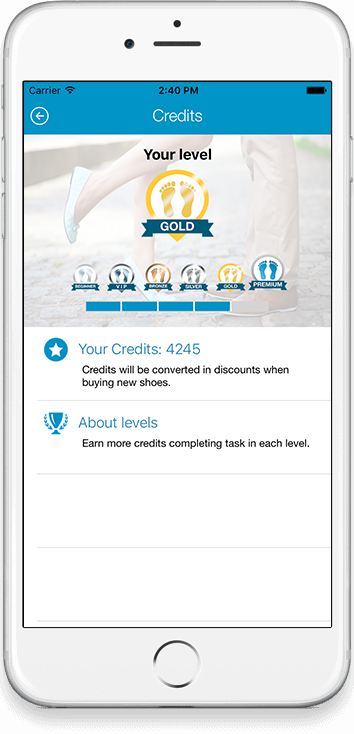 Carrier 2:40 PM
Credits
Your level
GOLD
BEGINNER VIP BRONZE SILVER GOLD PREMIUM
Your Credits: 4245
Credits will be converted in discounts when
buying new shoes.
About levels
Earn more credits completing task in each level.